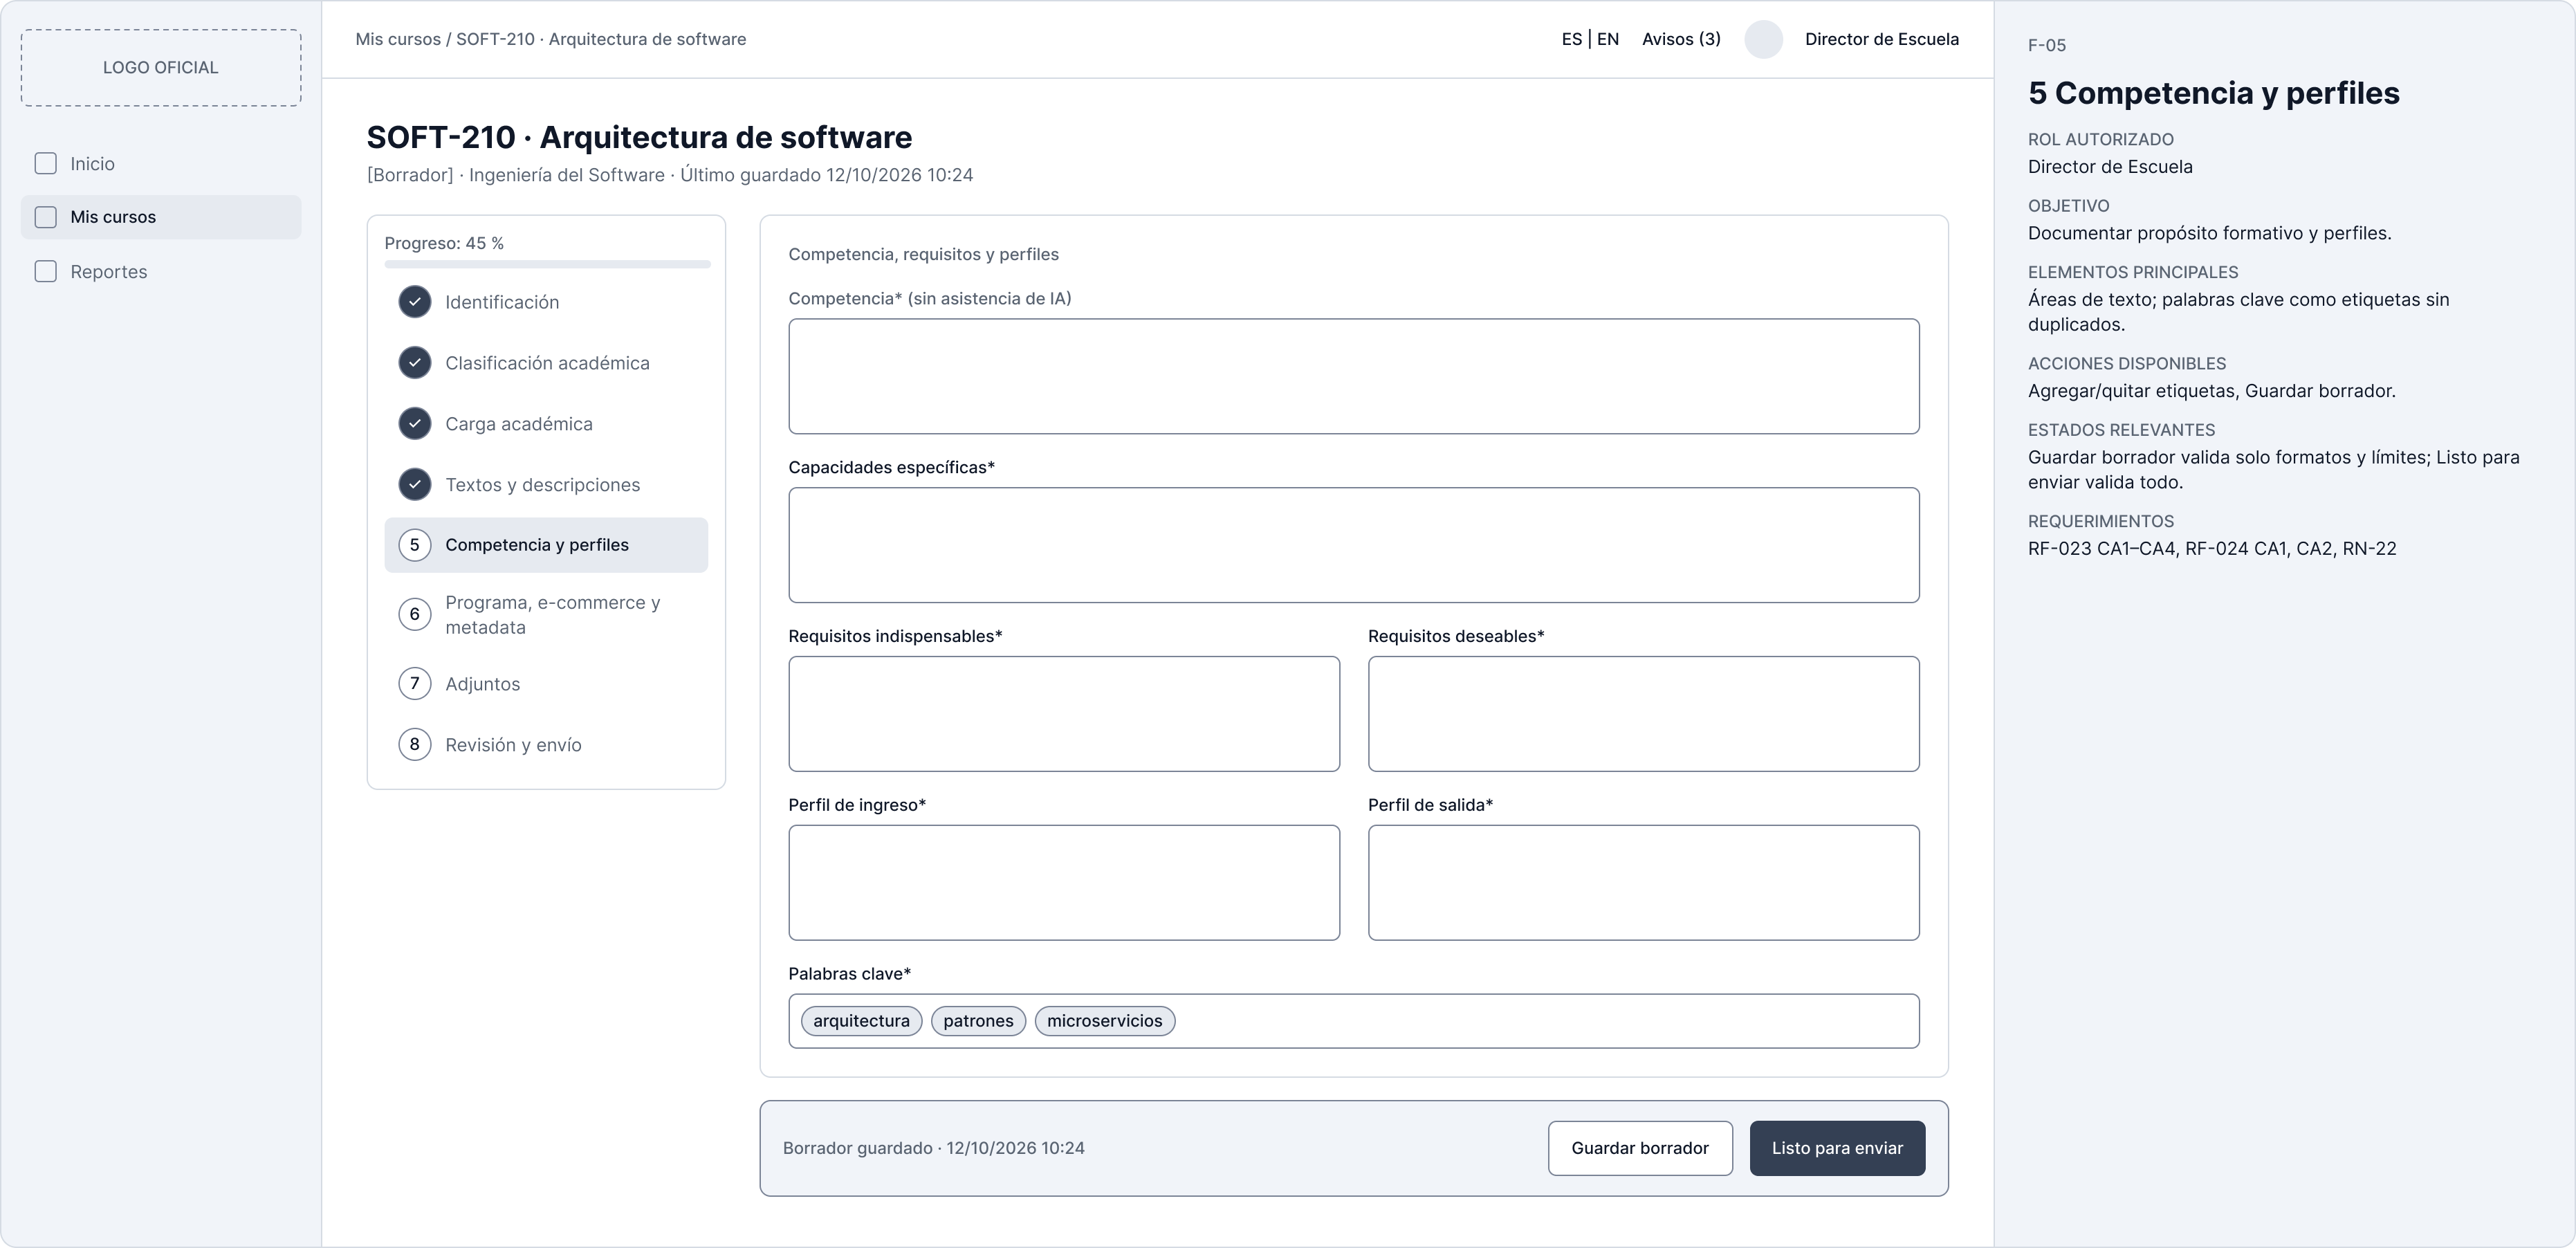 LOGO OFICIAL
Inicio
Mis cursos
Reportes
Mis cursos / SOFT-210 · Arquitectura de software
ES | EN
Avisos (3)
Director de Escuela
SOFT-210 · Arquitectura de software
[Borrador] · Ingeniería del Software · Último guardado 12/10/2026 10:24
Progreso: 45 %
Identificación
Clasificación académica
Carga académica
Textos y descripciones
5 Competencia y perfiles
6 Programa, e-commerce y
metadata
7 Adjuntos
8 Revisión y envío
Competencia, requisitos y perfiles
Competencia* (sin asistencia de IA)
Capacidades específicas*
Requisitos indispensables*
Requisitos deseables*
Perfil de ingreso*
Perfil de salida*
Palabras clave*
arquitectura
patrones
microservicios
Borrador guardado · 12/10/2026 10:24
Guardar borrador
Listo para enviar
F-05
5 Competencia y perfiles
ROL AUTORIZADO
Director de Escuela
OBJETIVO
Documentar propósito formativo y perfiles.
ELEMENTOS PRINCIPALES
Áreas de texto; palabras clave como etiquetas sin
duplicados.
ACCIONES DISPONIBLES
Agregar/quitar etiquetas, Guardar borrador.
ESTADOS RELEVANTES
Guardar borrador valida solo formatos y límites; Listo para
enviar valida todo.
REQUERIMIENTOS
RF-023 CA1–CA4, RF-024 CA1, CA2, RN-22